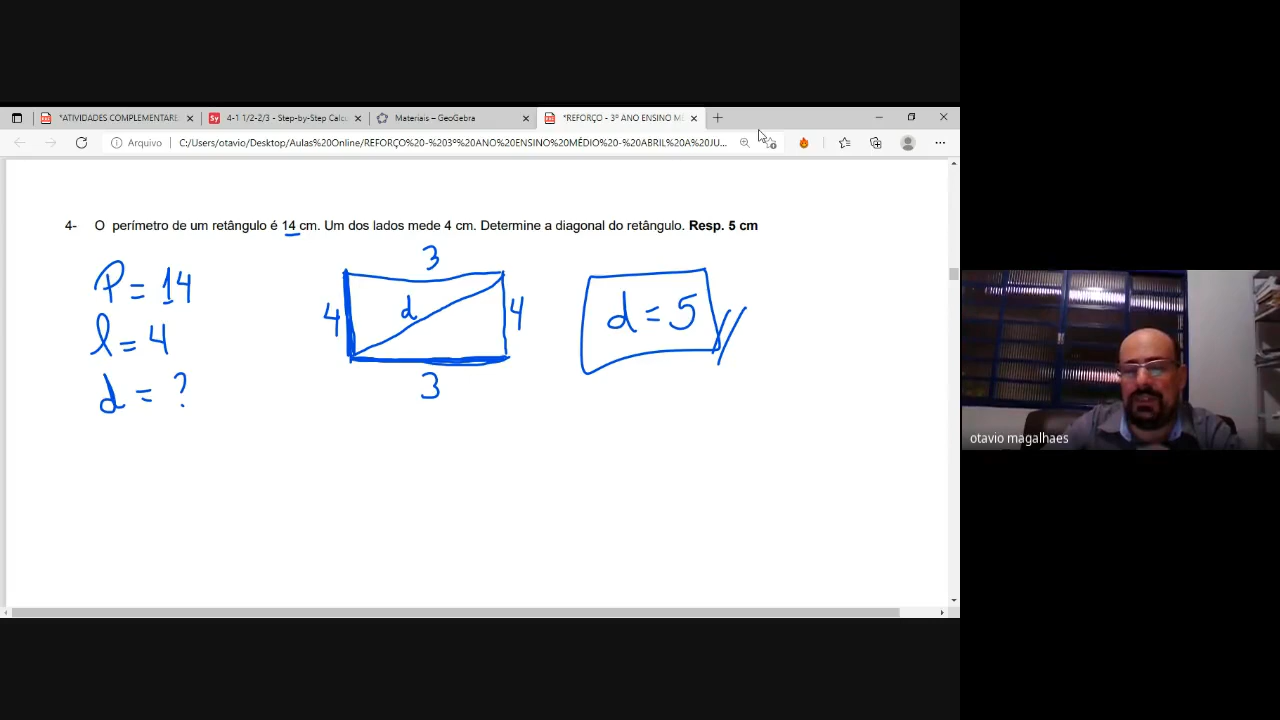 *ATIVIDADES COMPLEMENTARE
4-1 1/2-2/3 - Step-by-Step Calcu
Materiais – GeoGebra
*REFORÇO - 3º ANO ENSINO MÉ
Arquivo
C:/Users/otavio/Desktop/Aulas%20Online/REFORÇO%20-%203º%20ANO%20ENSINO%20MÉDIO%20-%20ABRIL%20A%20JU...
4- O perímetro de um retângulo é 14 cm. Um dos lados mede 4 cm. Determine a diagonal do retângulo. Resp. 5 cm
P = 14
l = 4
d = ?
3
4
d
4
3
d = 5
otavio magalhaes